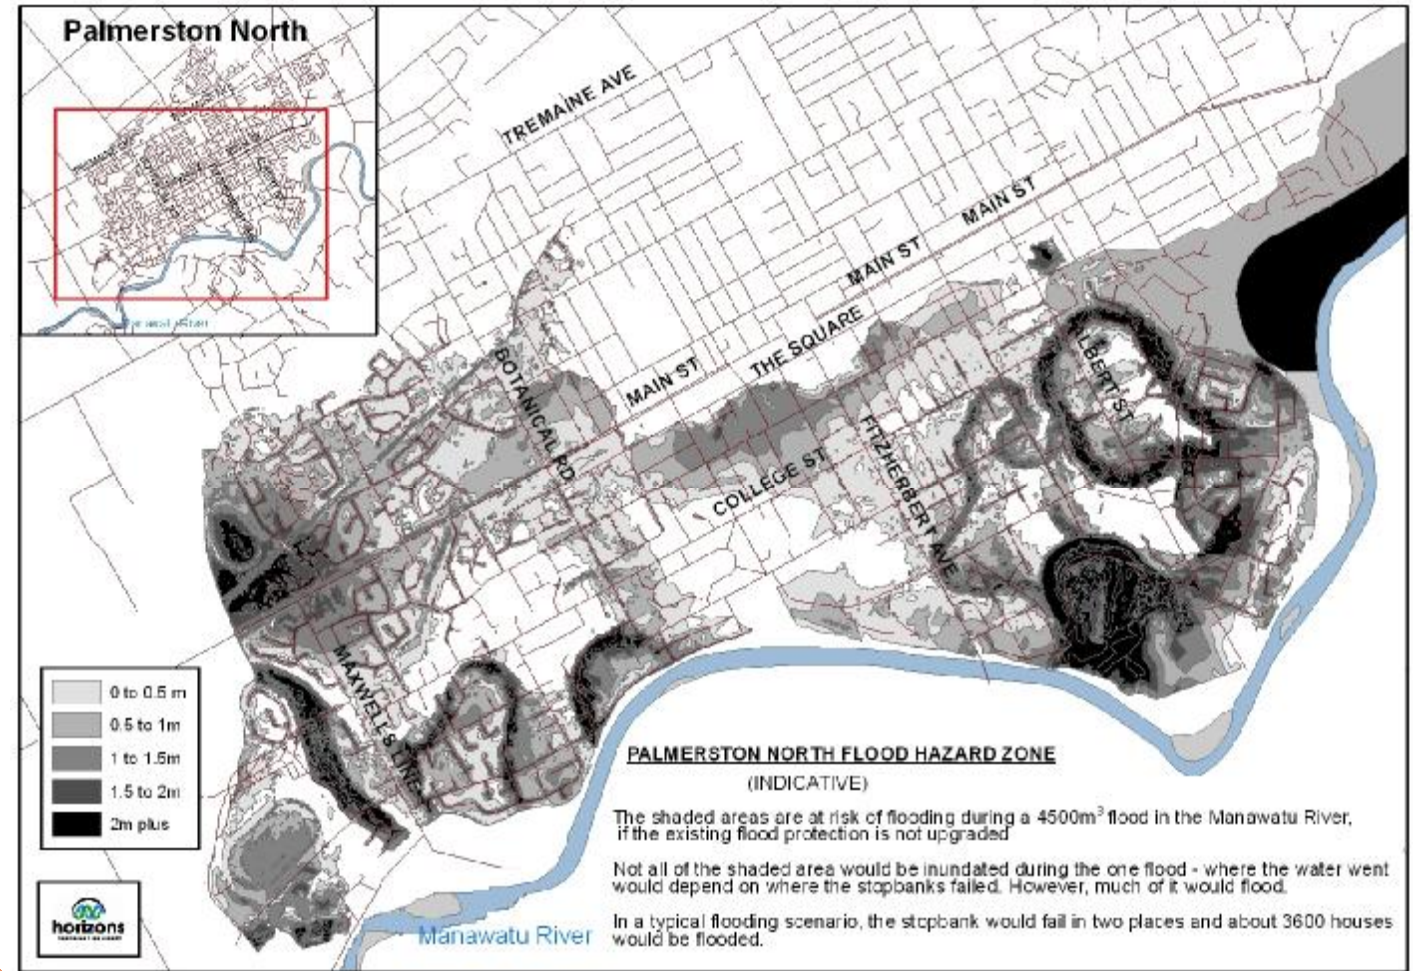 Palmerston North
TREMAINE AVE
MAIN ST
MAIN ST
THE SQUARE
MAIN ST
BOTANICAL RD
COLLEGE ST
FITZHERBERT AVE
LBERT ST
MAXWELLS LINE
0 to 0.5 m
0.5 to 1m
1 to 1.5m
1.5 to 2m
2m plus
horizons
PALMERSTON NORTH FLOOD HAZARD ZONE
(INDICATIVE)
The shaded areas are at risk of flooding during a 4500m³ flood in the Manawatu River,
if the existing flood protection is not upgraded
Not all of the shaded area would be inundated during the one flood - where the water went
would depend on where the stopbanks failed. However, much of it would flood.
In a typical flooding scenario, the stopbank would fail in two places and about 3600 houses
would be flooded.
Manawatu River